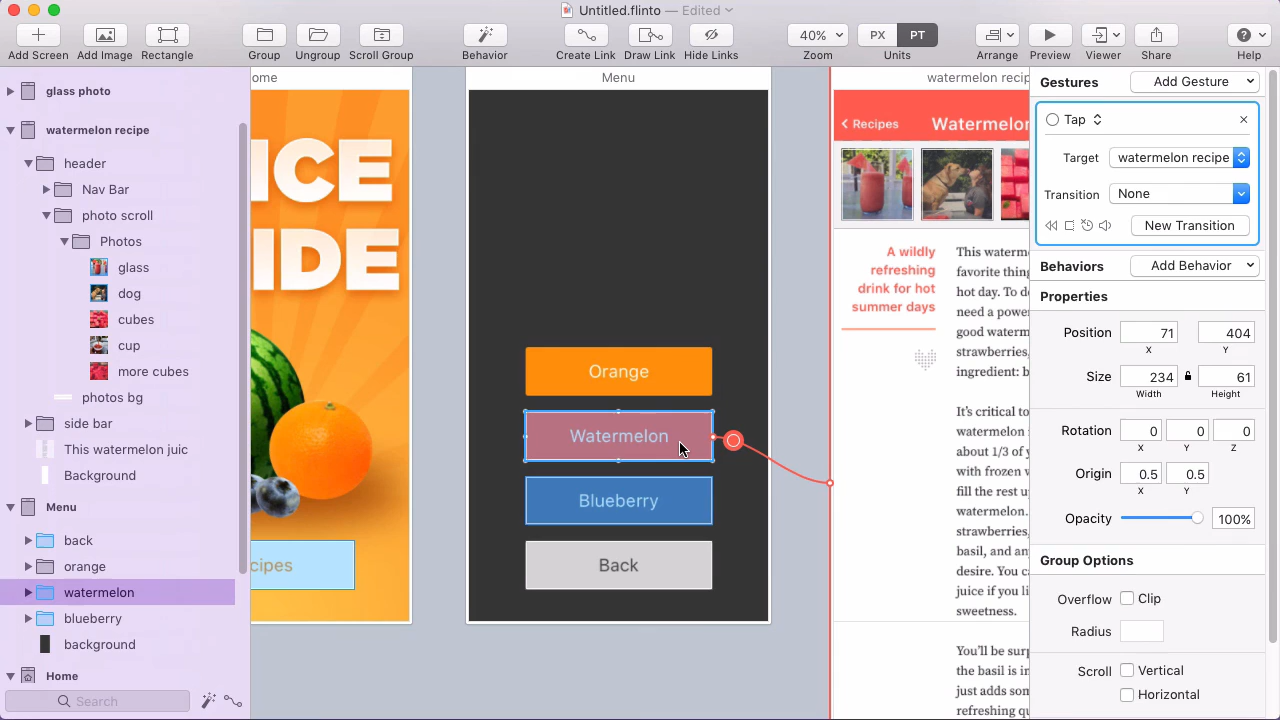 Untitled.flinto — Edited
Add Screen
Add Image
Rectangle
Group
Ungroup
Scroll Group
Behavior
Create Link
Draw Link
Hide Links
40%
Zoom
PX
PT
Units
Arrange
Preview
Viewer
Share
Help
glass photo
watermelon recipe
header
Nav Bar
photo scroll
Photos
glass
dog
cubes
cup
more cubes
photos bg
side bar
This watermelon juic
Background
Menu
back
orange
watermelon
blueberry
background
Home
Search
ome
ICE
IDE
cipes
Menu
Orange
Watermelon
Blueberry
Back
watermelon recip
Recipes
Watermelon
A wildly
refreshing
drink for hot
summer days
This waterm
favorite thing
hot day. To d
need a power
good waterm
strawberries,
ingredient: b
It's critical to
watermelon r
about 1/3 of y
with frozen w
fill the rest up
watermelon.
strawberries,
basil, and any
desire. You ca
juice if you li
sweetness.
You'll be surp
the basil is in
just adds som
refreshing qu
Gestures
Add Gesture
Tap
Target
watermelon recipe
Transition
None
New Transition
Behaviors
Add Behavior
Properties
Position
71
404
X
Y
Size
234
61
Width
Height
Rotation
0
0
0
X
Y
Z
Origin
0.5
0.5
X
Y
Opacity
100%
Group Options
Overflow
Clip
Radius
Scroll
Vertical
Horizontal